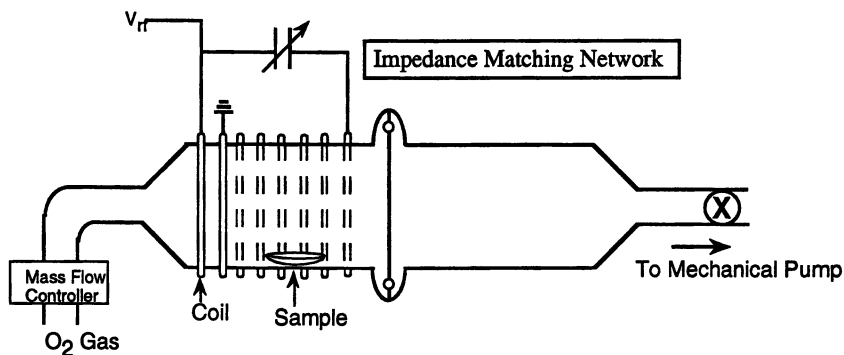 Vrf
Impedance Matching Network
X
Mass Flow
Controller
To Mechanical Pump
Coil
Sample
O2 Gas